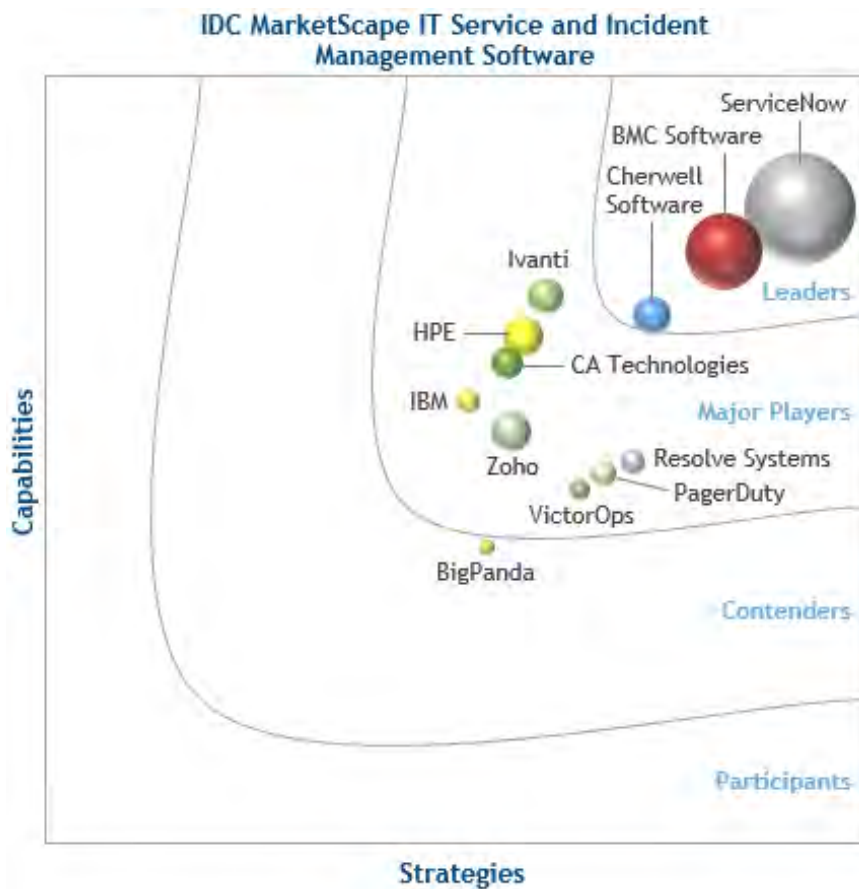 IDC MarketScape IT Service and Incident
Management Software
ServiceNow
BMC Software
Cherwell
Software
Ivanti
Leaders
HPE
CA Technologies
IBM
Major Players
Zoho
Resolve Systems
PagerDuty
VictorOps
BigPanda
Contenders
Participants
Capabilities
Strategies